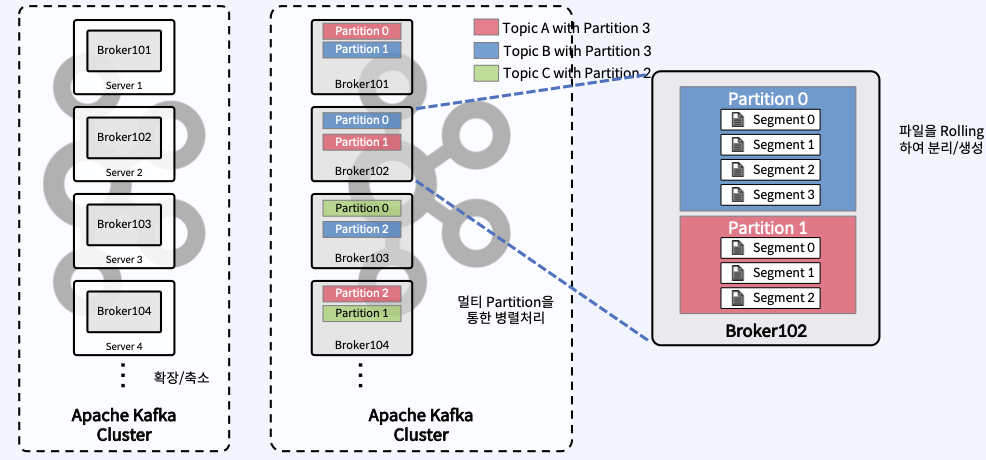 Broker101
Server 1
Broker102
Server 2
Broker103
Server 3
Broker104
Server 4
확장/축소
Apache Kafka
Cluster
Partition 0
Partition 1
Broker101
Partition 0
Partition 1
Broker102
Partition 0
Partition 2
Broker103
Partition 2
Partition 1
Broker104
멀티 Partition을
통한 병렬처리
Apache Kafka
Cluster
Topic A with Partition 3
Topic B with Partition 3
Topic C with Partition 2
Partition 0
Segment 0
Segment 1
Segment 2
Segment 3
Partition 1
Segment 0
Segment 1
Segment 2
Broker102
파일을 Rolling
하여 분리/생성